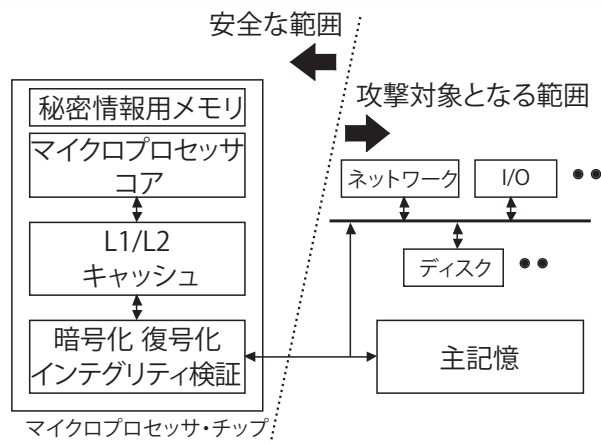 安全な範囲
攻撃対象となる範囲
秘密情報用メモリ
マイクロプロセッサ
コア
L1/L2
キャッシュ
暗号化 復号化
インテグリティ検証
マイクロプロセッサ・チップ
ネットワーク
I/O
ディスク
主記憶